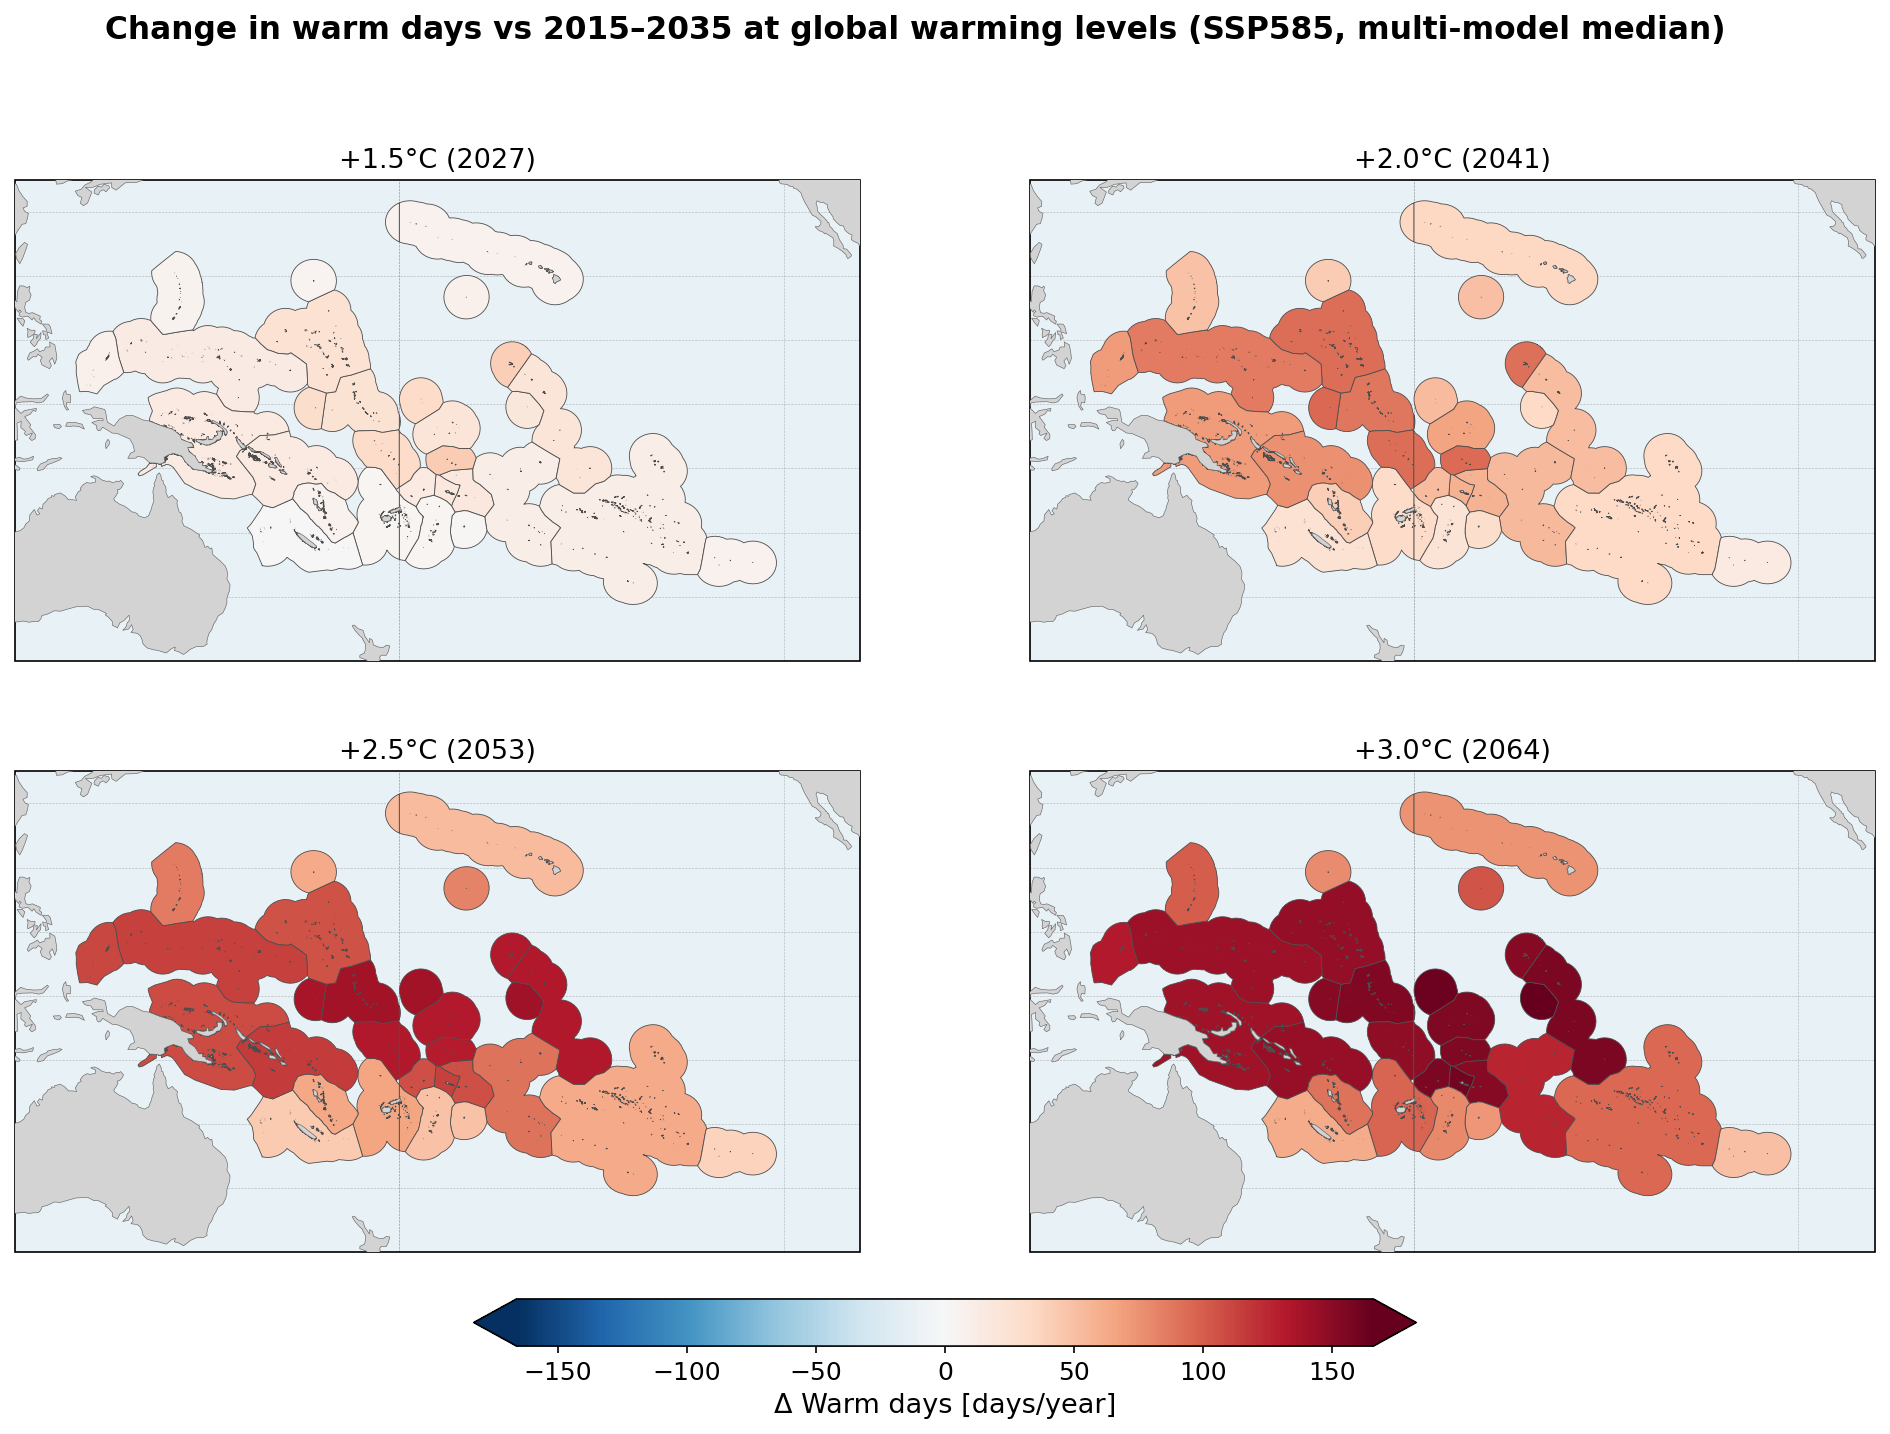 Change in warm days vs 2015–2035 at global warming levels (SSP585, multi-model median)
+1.5°C (2027)
+2.0°C (2041)
+2.5°C (2053)
+3.0°C (2064)
−150 −100 −50 0 50 100 150
Δ Warm days [days/year]